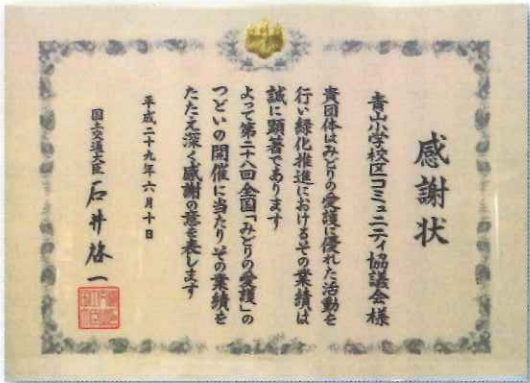 感謝状
青山小学校区コミュニティ協議会様
貴団体はみどりの愛護に優れた活動を
行い緑化推進におけるその業績は
誠に顕著であります
よって第二十八回全国「みどりの愛護」の
つどいの開催に当たりその業績を
たたえ深く感謝の意を表します
平成二十九年六月十日
国土交通大臣 石井啓一